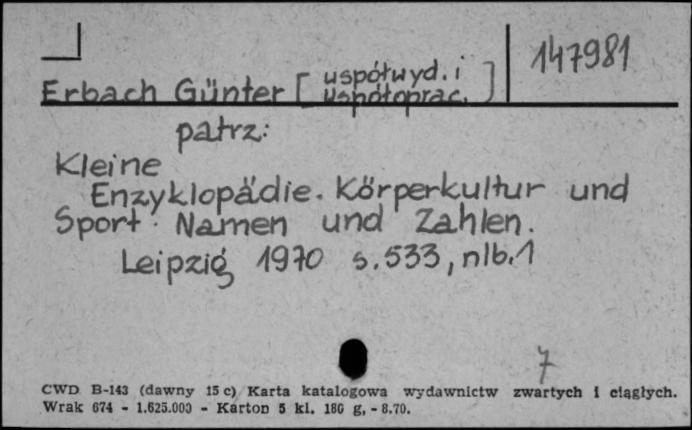 147981
Erbach Günter [współwyd. i
współoprac.]
patrz:
Kleine
Enzyklopädie. Körperkultur und
Sport. Namen und Zahlen.
Leipzig 1970 s. 533, nlb. 1
7
CWD B-143 (dawny 15 c) Karta katalogowa wydawnictw zwartych i ciągłych.
Wrak 674 - 1.625.000 - Karton 5 kl. 180 g, - 8.70.